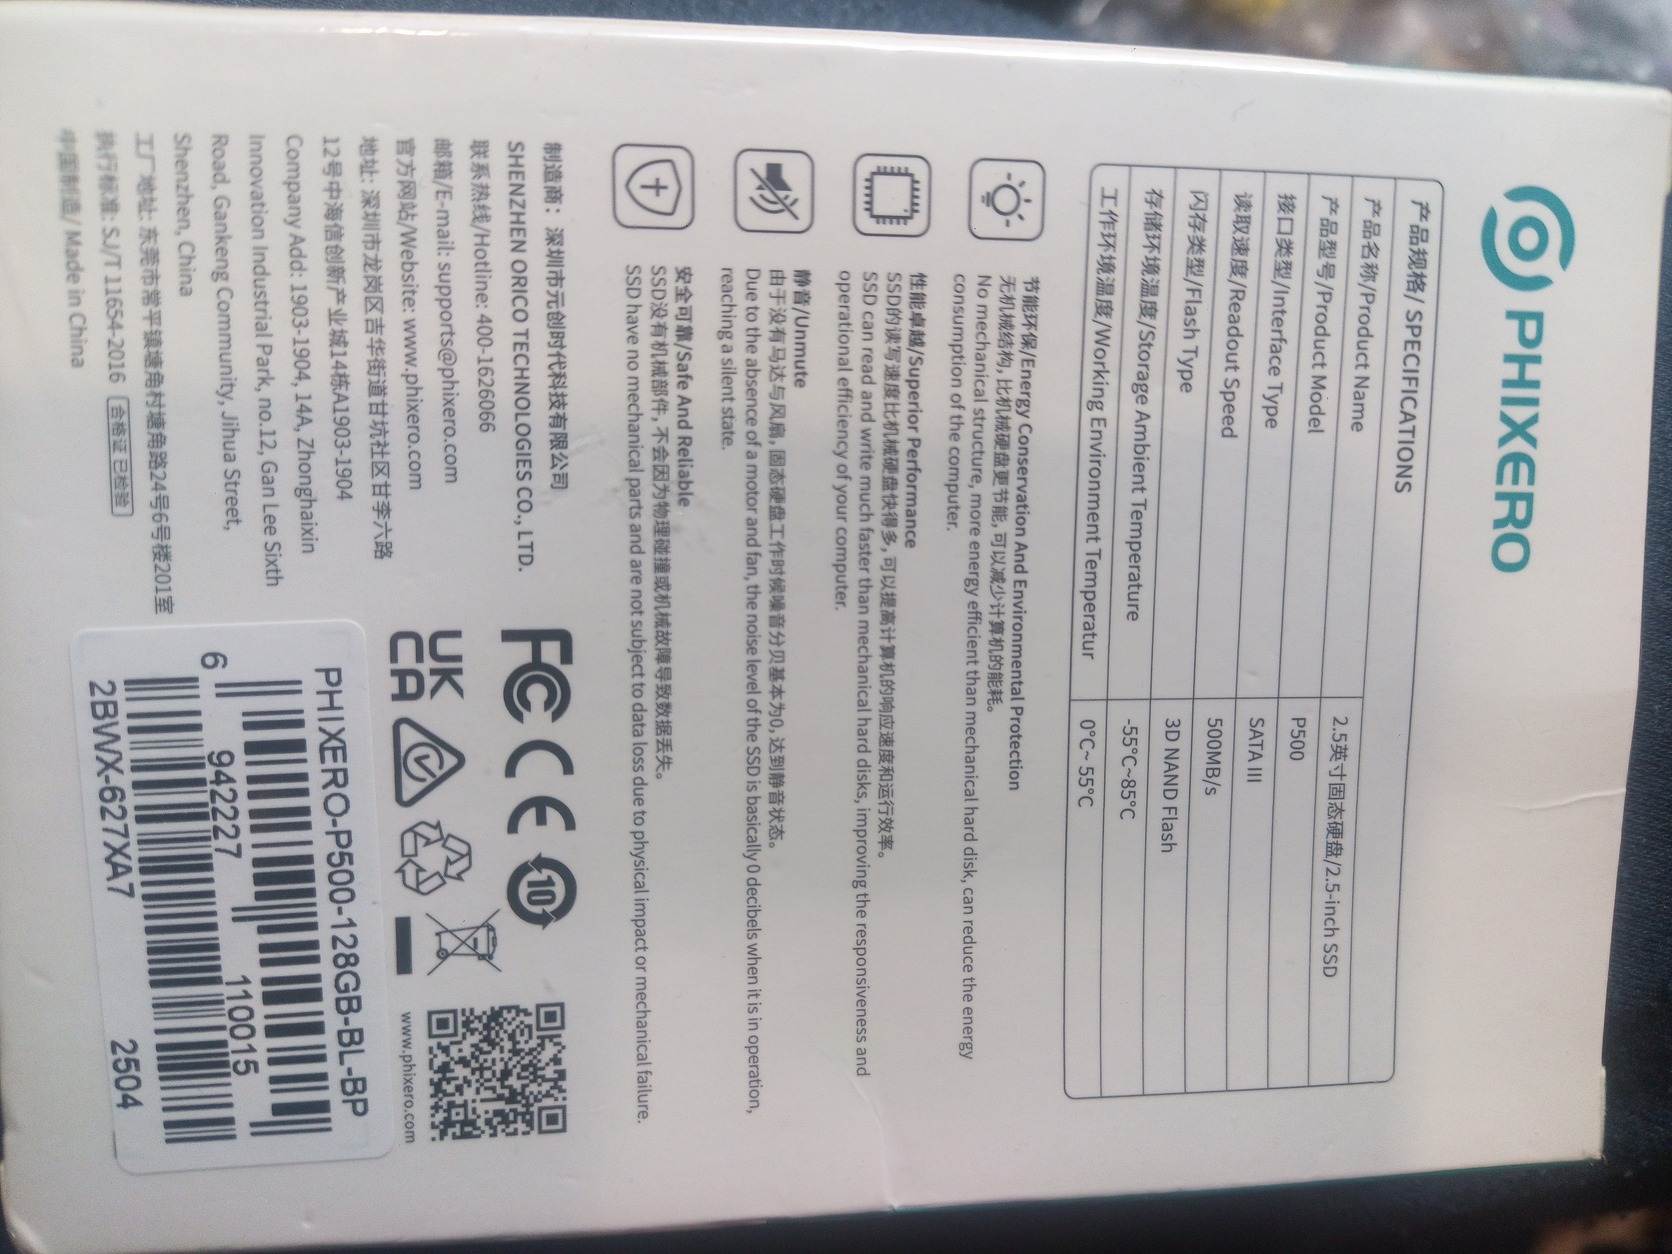 PHIXERO
产品规格/ SPECIFICATIONS
产品名称/Product Name 2.5英寸固态硬盘/2.5-inch SSD
产品型号/Product Model P500
接口类型/Interface Type SATA III
读取速度/Readout Speed 500MB/s
闪存类型/Flash Type 3D NAND Flash
存储环境温度/Storage Ambient Temperature -55°C~85°C
工作环境温度/Working Environment Temperatur 0°C~ 55°C
节能环保/Energy Conservation And Environmental Protection
无机械结构, 比机械硬盘更节能, 可以减少计算机的能耗。
No mechanical structure, more energy efficient than mechanical hard disk, can reduce the energy
consumption of the computer.
性能卓越/Superior Performance
SSD的读写速度比机械硬盘快得多, 可以提高计算机的响应速度和运行效率。
SSD can read and write much faster than mechanical hard disks, improving the responsiveness and
operational efficiency of your computer.
静音/Unmute
由于没有马达与风扇, 固态硬盘工作时候噪音分贝基本为0, 达到静音状态。
Due to the absence of a motor and fan, the noise level of the SSD is basically 0 decibels when it is in operation,
reaching a silent state.
安全可靠/Safe And Reliable
SSD没有机械部件, 不会因为物理碰撞或机械故障导致数据丢失。
SSD have no mechanical parts and are not subject to data loss due to physical impact or mechanical failure.
制造商: 深圳市元创时代科技有限公司
SHENZHEN ORICO TECHNOLOGIES CO., LTD.
联系热线/Hotline: 400-1626066
邮箱/E-mail: supports@phixero.com
官方网站/Website: www.phixero.com
地址: 深圳市龙岗区吉华街道甘坑社区甘李六路
12号中海信创新产业城14栋A1903-1904
Company Add: 1903-1904, 14A, Zhonghaixin
Innovation Industrial Park, no.12, Gan Lee Sixth
Road, Gankeng Community, Jihua Street,
Shenzhen, China
工厂地址: 东莞市常平镇塘角村塘角路24号6号楼201室
执行标准: SJ/T 11654-2016 合格证 已检验
中国制造/ Made in China
FC CE 10
UK
CA
www.phixero.com
PHIXERO-P500-128GB-BL-BP
6 942227 110015
2BWX-627XA7 2504